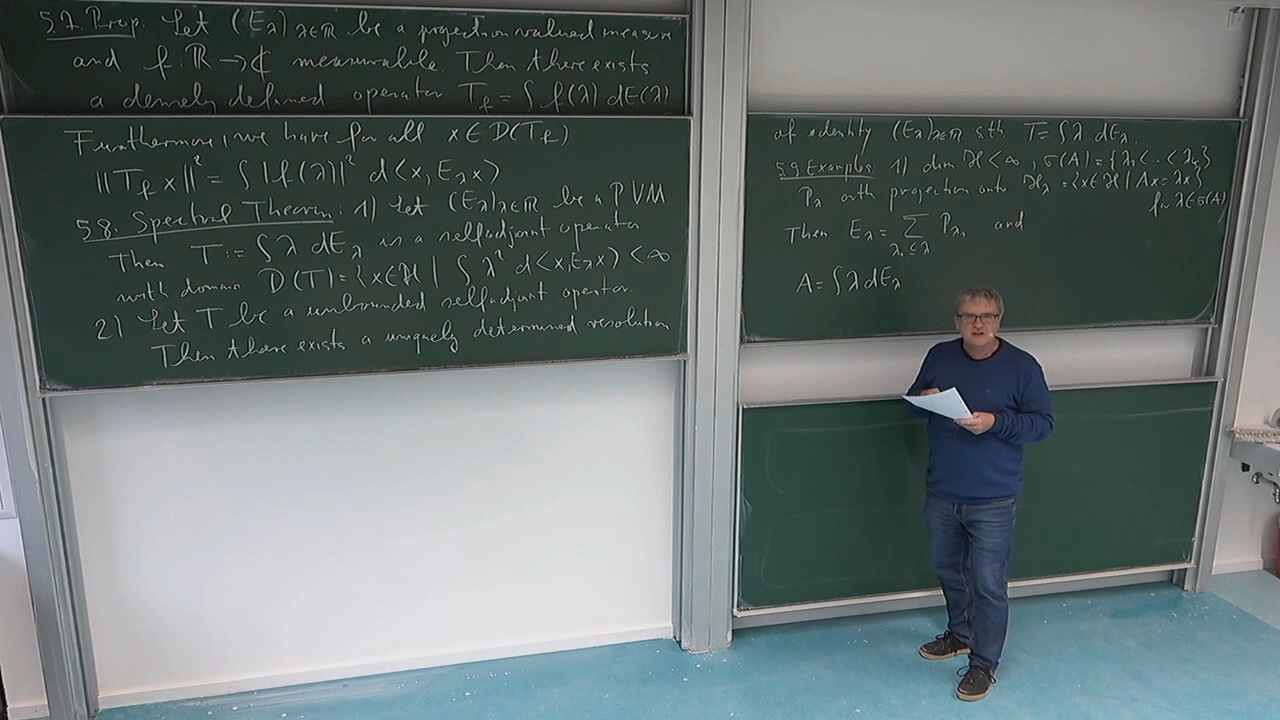 5.7. Prop. Let (E_λ)_{λ∈ℝ} be a projection valued measure
and f: ℝ → ℂ measurable. Then there exists
a densely defined operator T_f = ∫ f(λ) dE(λ)
Furthermore, we have for all x ∈ D(T_f)
||T_f x||² = ∫ |f(λ)|² d<x, E_λ x>
5.8. Spectral Theorem: 1) Let (E_λ)_{λ∈ℝ} be a PVM
Then T := ∫ λ dE_λ is a selfadjoint operator
with domain D(T) = {x ∈ ℋ | ∫ λ² d<x, E_λ x> < ∞
2) Let T be a unbounded selfadjoint operator.
Then there exists a uniquely determined resolution
of identity (E_λ)_{λ∈ℝ} s.th. T = ∫ λ dE_λ.
5.9 Examples: 1) dim ℋ < ∞, σ(A) = {λ_1 < ... < λ_k}
P_λ orth projection onto ℋ_λ = {x ∈ ℋ | Ax = λx}
for λ ∈ σ(A)
Then E_λ = Σ_{λ_i ≤ λ} P_{λ_i} and
A = ∫ λ dE_λ